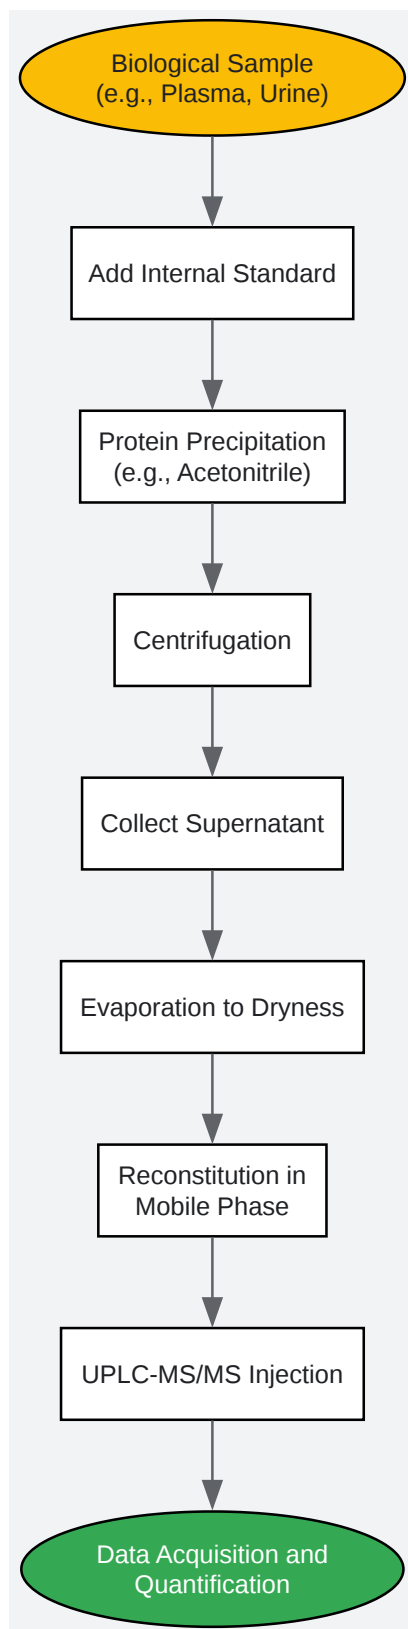 Biological Sample
(e.g., Plasma, Urine)
Add Internal Standard
Protein Precipitation
(e.g., Acetonitrile)
Centrifugation
Collect Supernatant
Evaporation to Dryness
Reconstitution in
Mobile Phase
UPLC-MS/MS Injection
Data Acquisition and
Quantification